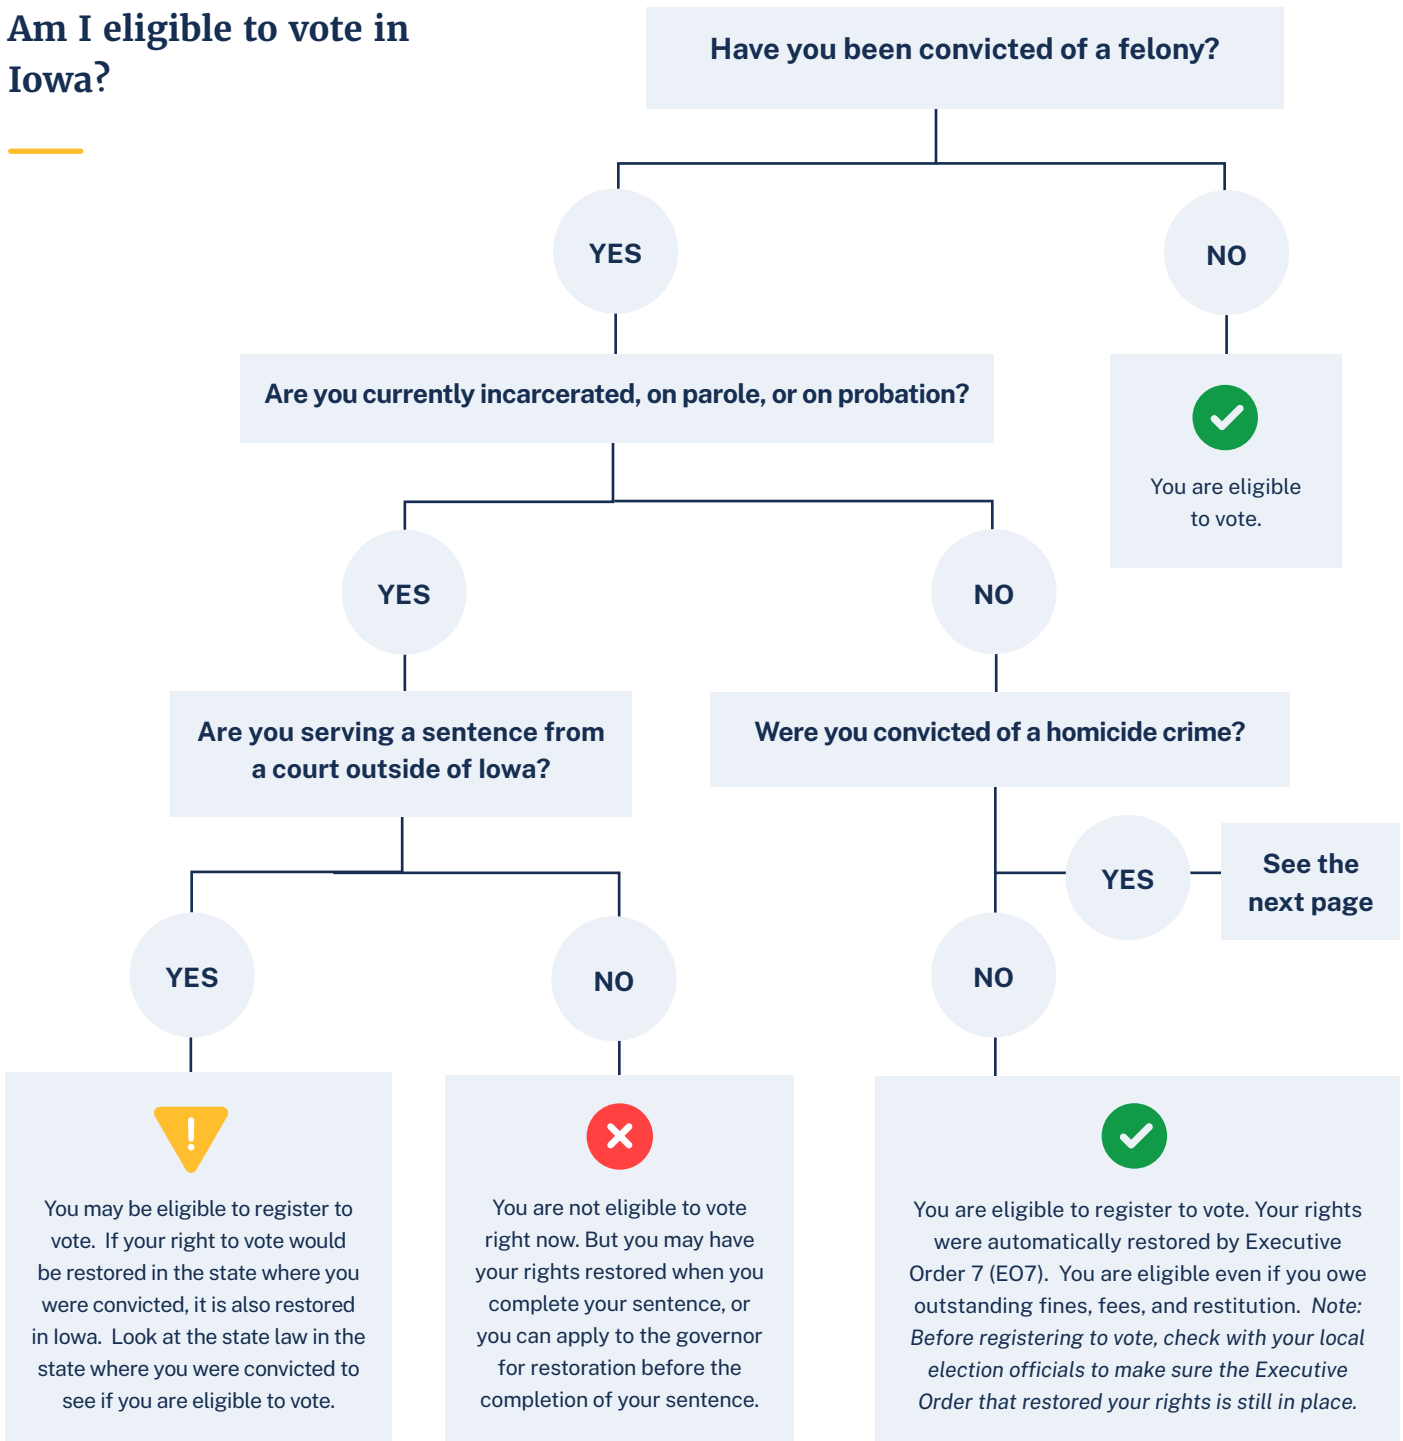 Am I eligible to vote in
Iowa?
Have you been convicted of a felony?
YES
NO
Are you currently incarcerated, on parole, or on probation?
You are eligible
to vote.
YES
NO
Are you serving a sentence from
a court outside of Iowa?
Were you convicted of a homicide crime?
YES
See the
next page
YES
NO
NO
You may be eligible to register to
vote. If your right to vote would
be restored in the state where you
were convicted, it is also restored
in Iowa. Look at the state law in the
state where you were convicted to
see if you are eligible to vote.
You are not eligible to vote
right now. But you may have
your rights restored when you
complete your sentence, or
you can apply to the governor
for restoration before the
completion of your sentence.
You are eligible to register to vote. Your rights
were automatically restored by Executive
Order 7 (EO7). You are eligible even if you owe
outstanding fines, fees, and restitution. Note:
Before registering to vote, check with your local
election officials to make sure the Executive
Order that restored your rights is still in place.